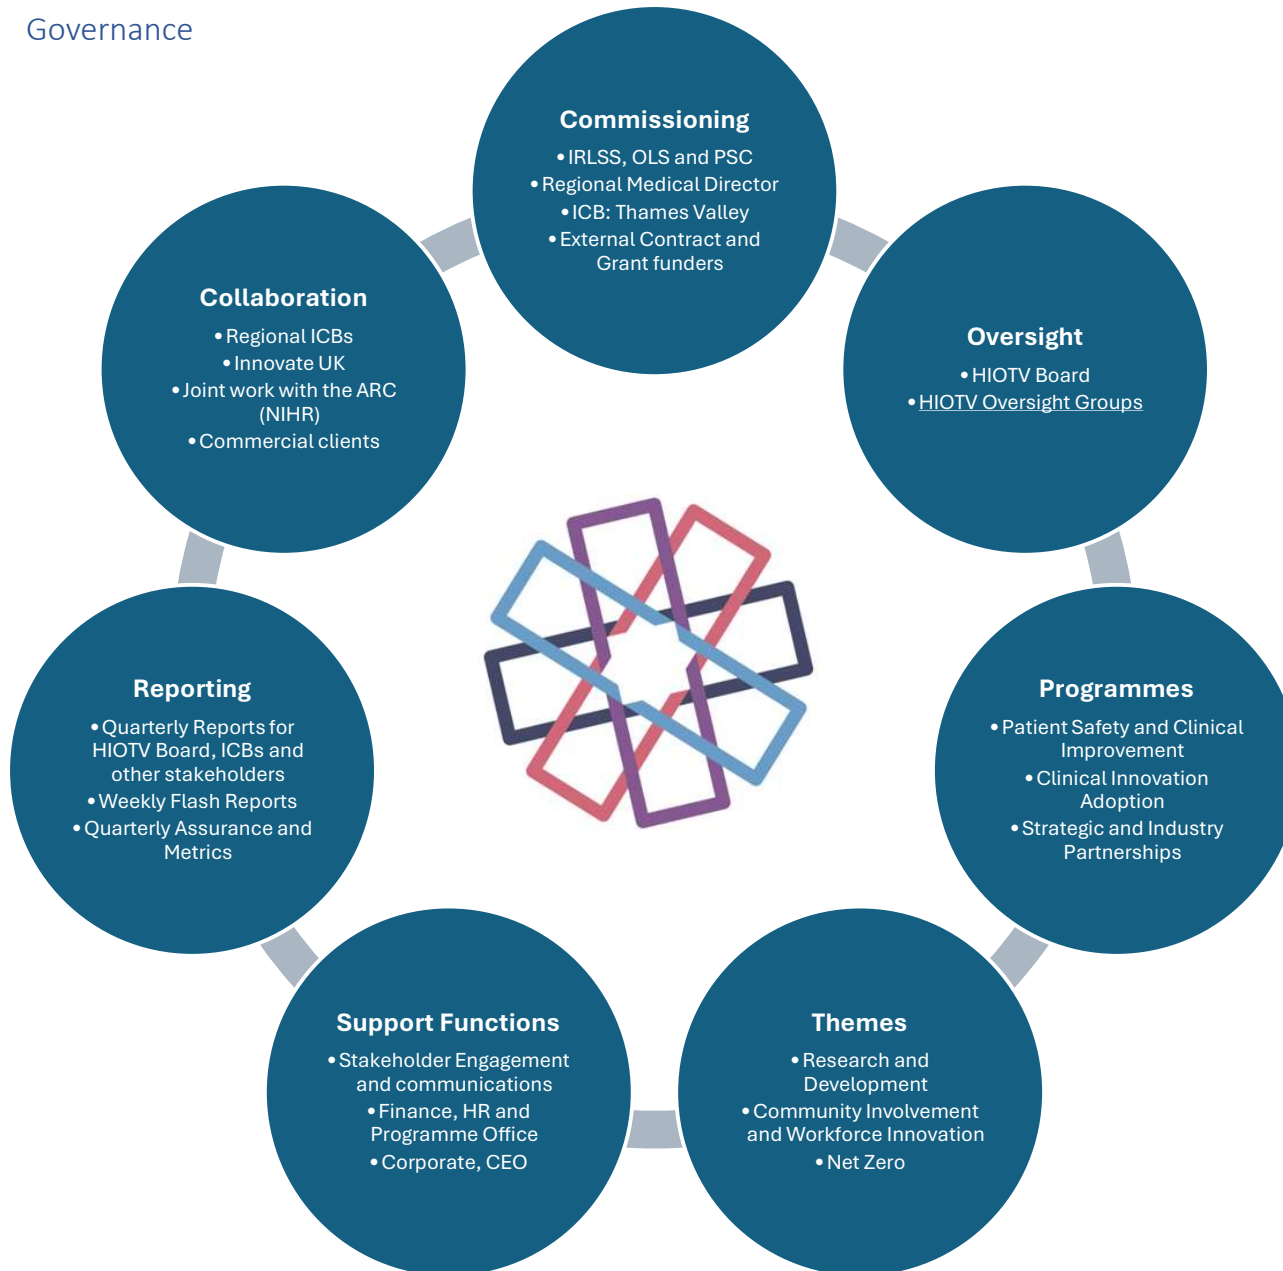 Governance
Commissioning
• IRLSS, OLS and PSC
• Regional Medical Director
• ICB: Thames Valley
• External Contract and
Grant funders
Oversight
• HIOTV Board
• HIOTV Oversight Groups
Programmes
• Patient Safety and Clinical
Improvement
• Clinical Innovation
Adoption
• Strategic and Industry
Partnerships
Themes
• Research and
Development
• Community Involvement
and Workforce Innovation
• Net Zero
Support Functions
• Stakeholder Engagement
and communications
• Finance, HR and
Programme Office
• Corporate, CEO
Reporting
• Quarterly Reports for
HIOTV Board, ICBs and
other stakeholders
• Weekly Flash Reports
• Quarterly Assurance and
Metrics
Collaboration
• Regional ICBs
• Innovate UK
• Joint work with the ARC
(NIHR)
• Commercial clients